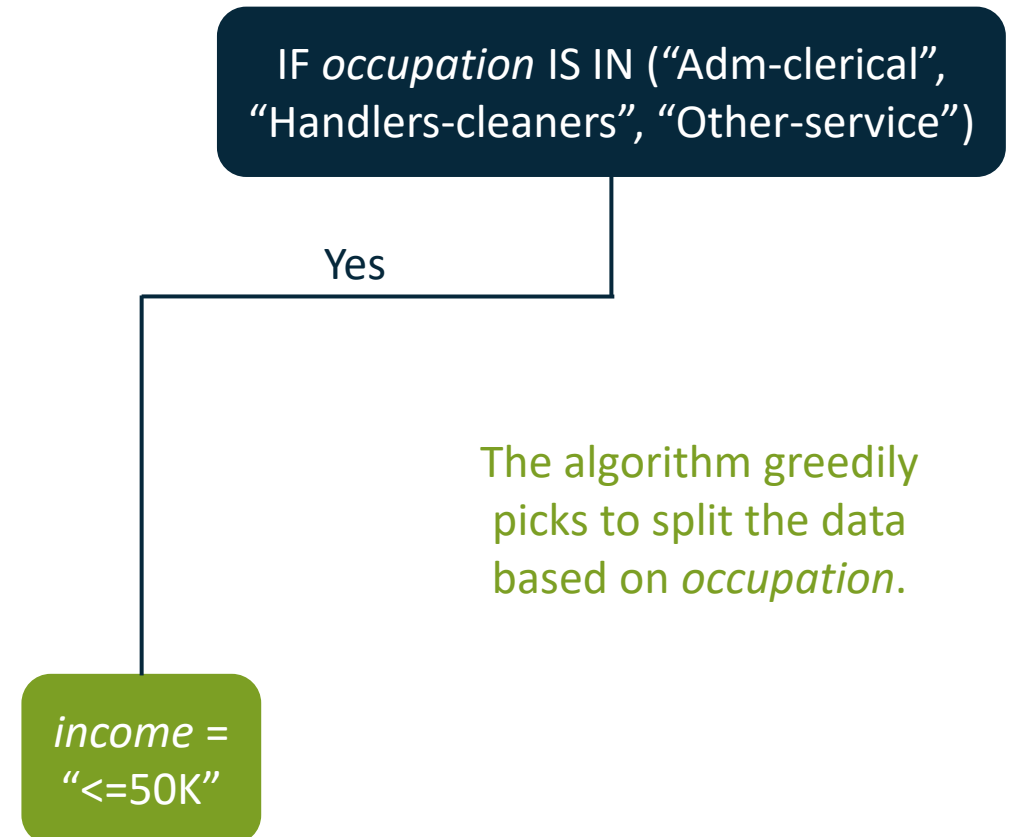 IF occupation IS IN (“Adm-clerical”,
“Handlers-cleaners”, “Other-service”)
Yes
The algorithm greedily
picks to split the data
based on occupation.
income =
“<=50K”